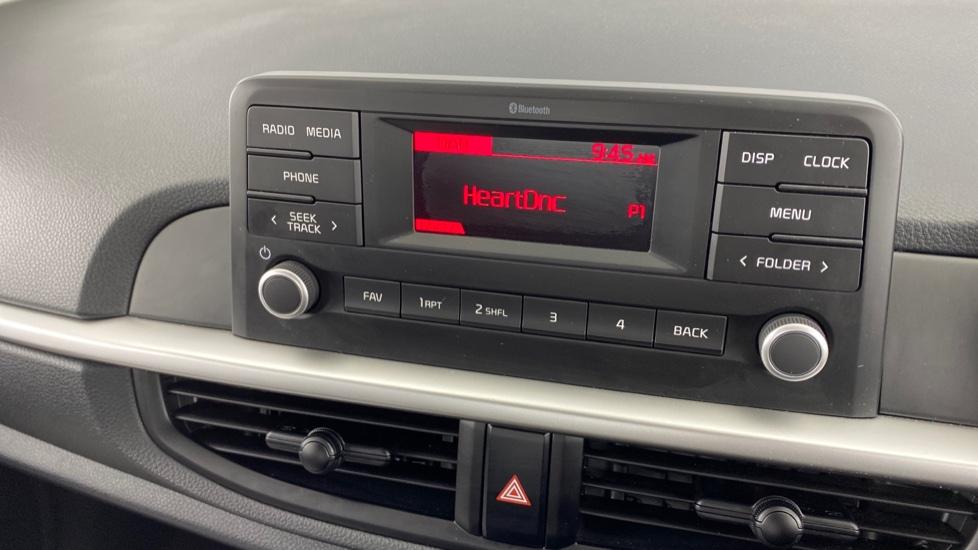 Bluetooth
RADIO MEDIA
PHONE
< SEEK TRACK >
9:45 AM
HeartDnc
P1
DISP CLOCK
MENU
< FOLDER >
FAV
1 RPT
2 SHFL
3
4
BACK